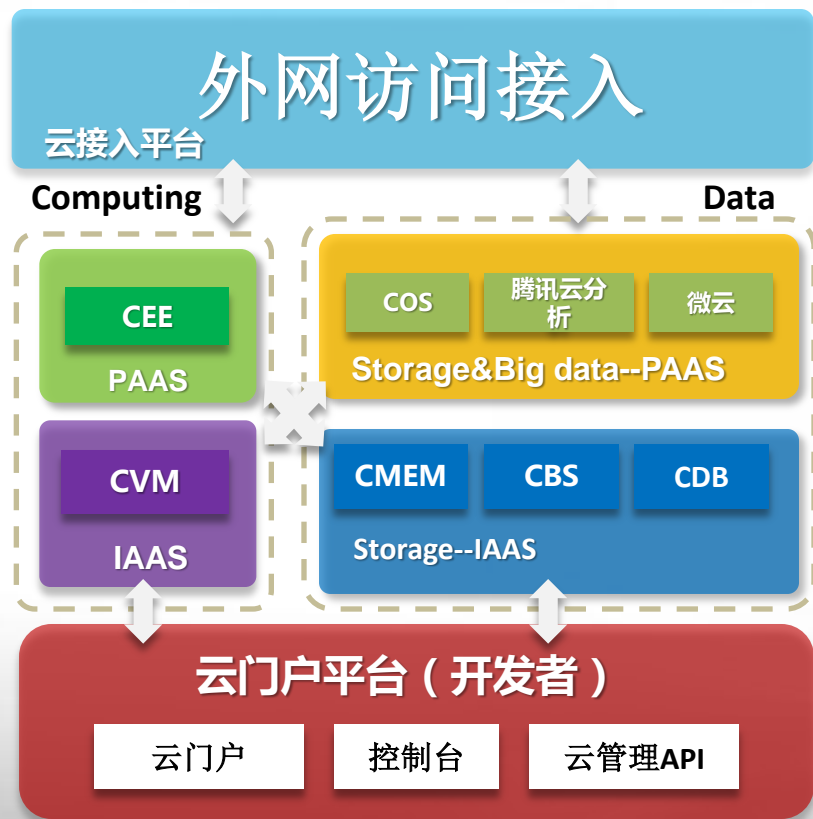 外网访问接入
云接入平台
Computing
Data
CEE
PAAS
COS
腾讯云分
析
微云
Storage&Big data--PAAS
CVM
IAAS
CMEM
CBS
CDB
Storage--IAAS
云门户平台（开发者）
云门户
控制台
云管理API